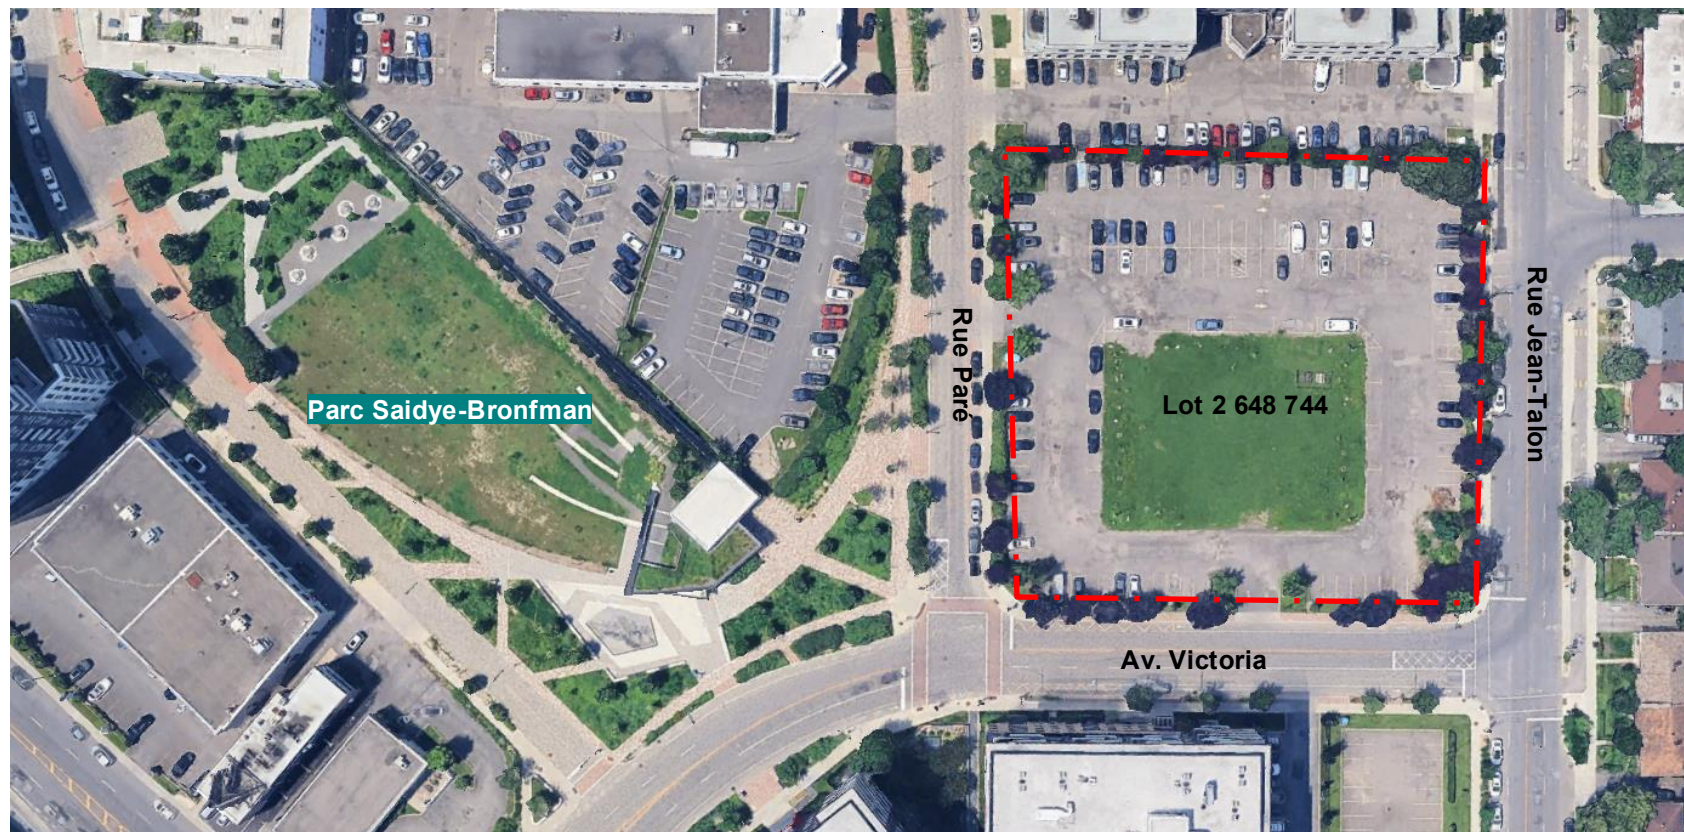 Parc Saidye-Bronfman
Rue Paré
Lot 2 648 744
Rue Jean-Talon
Av. Victoria